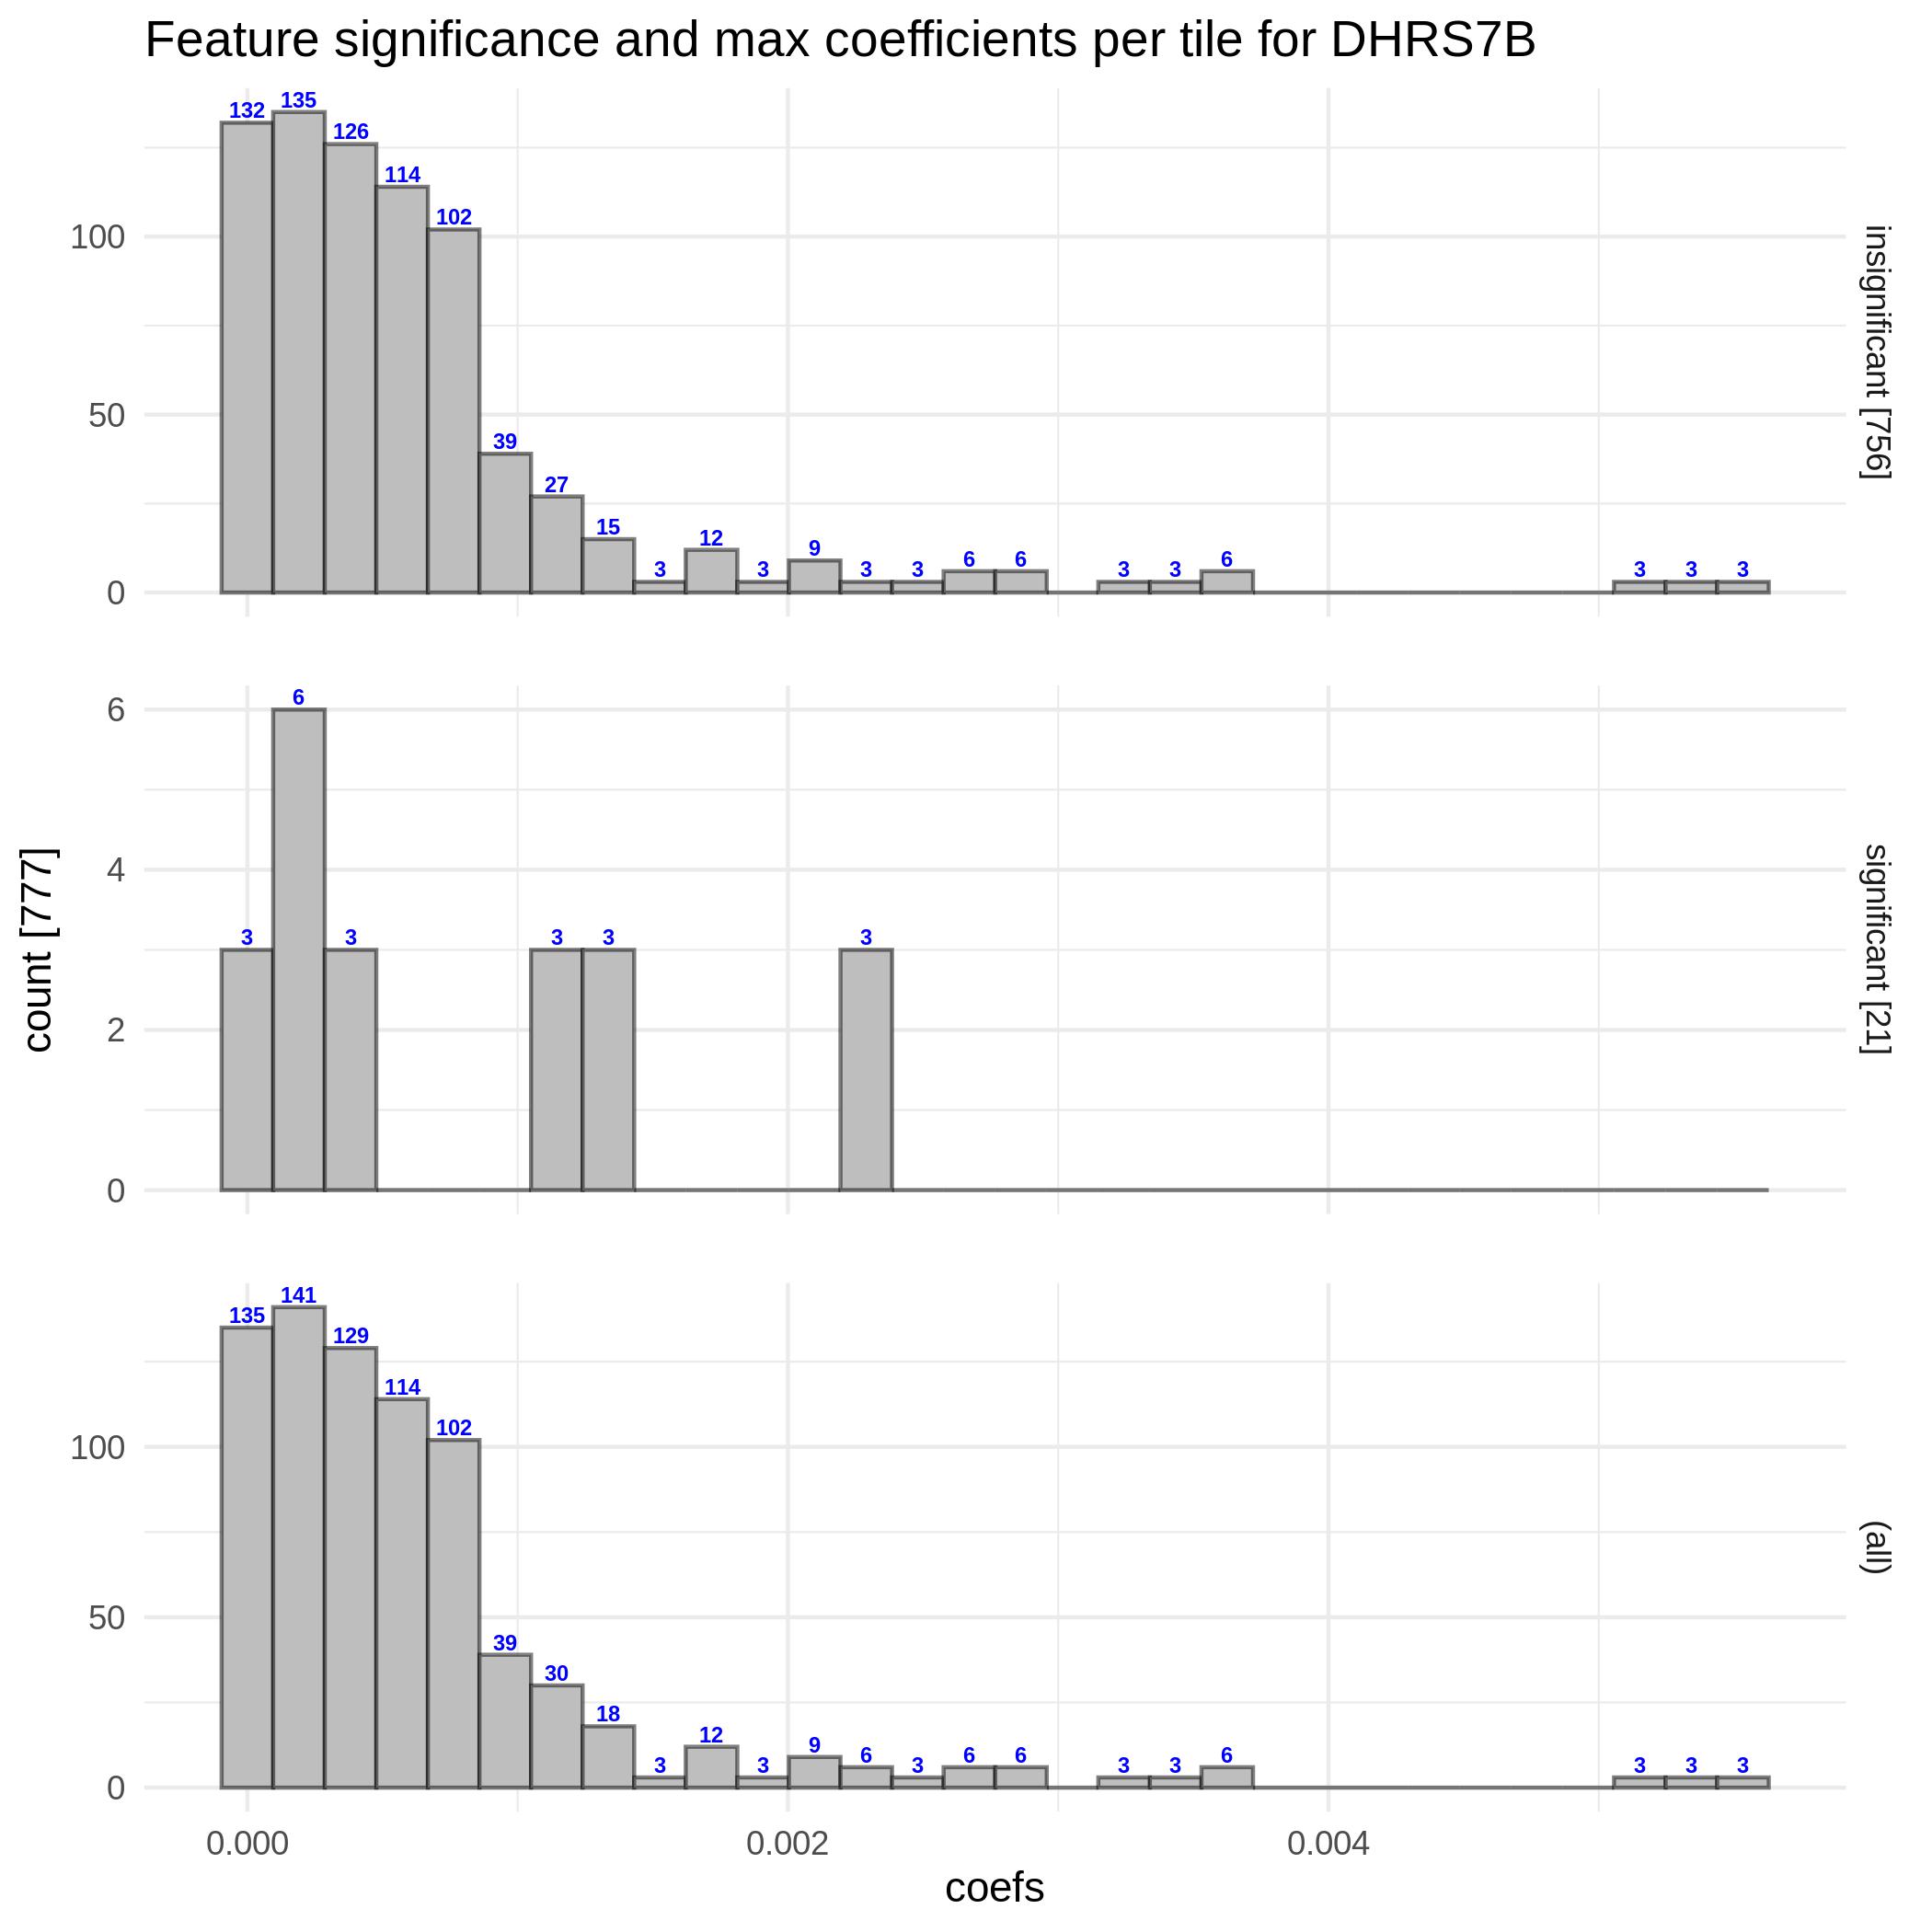 Feature significance and max coefficients per tile for DHRS7B
count [777]
132 135 126 114 102 39 27 15 3 12 3 9 3 3 6 6 3 3 6 3 3 3
100
50
0
insignificant [756]
3 6 3 3 3 3
6
4
2
0
significant [21]
135 141 129 114 102 39 30 18 3 12 3 9 6 3 6 6 3 3 6 3 3 3
100
50
0
(all)
0.000 0.002 0.004
coefs